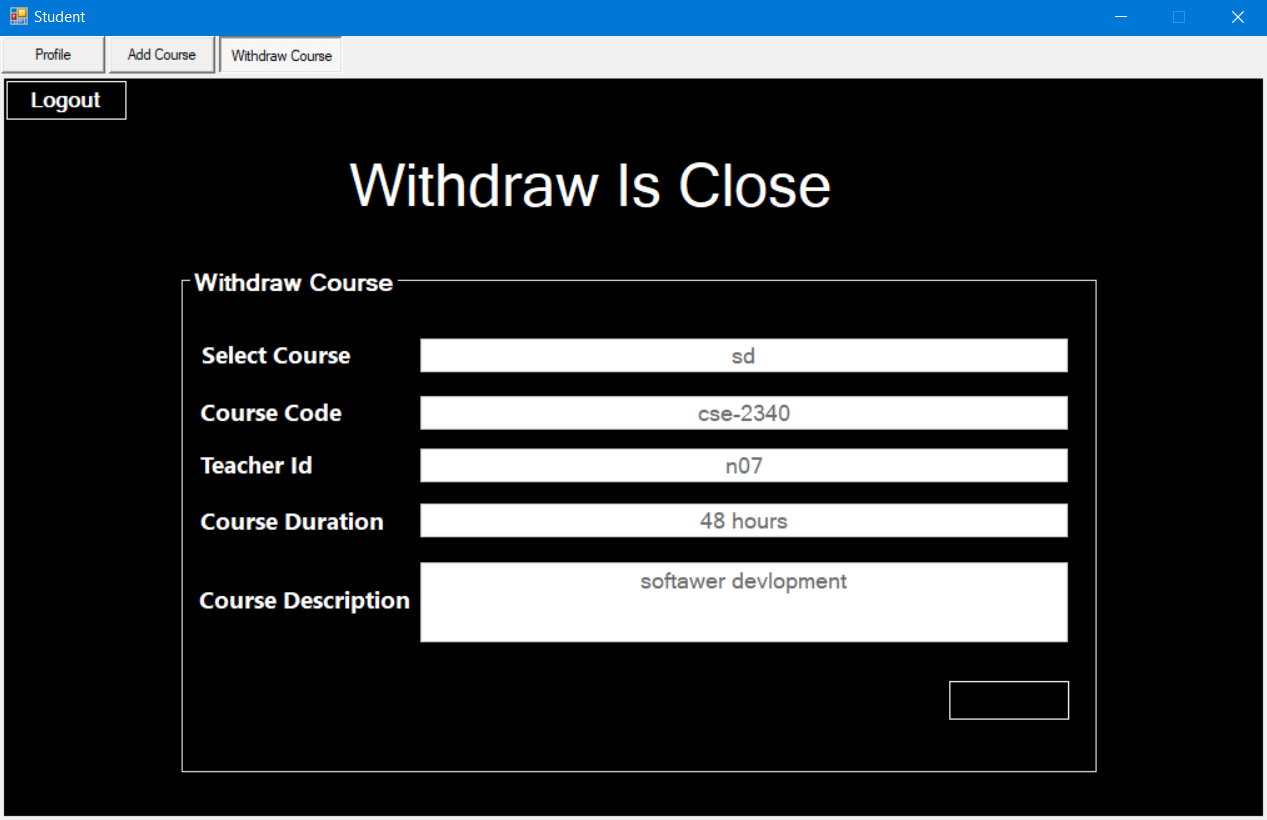 Student
Profile Add Course Withdraw Course
Logout
Withdraw Is Close
Withdraw Course
Select Course sd
Course Code cse-2340
Teacher Id n07
Course Duration 48 hours
Course Description softawer devlopment